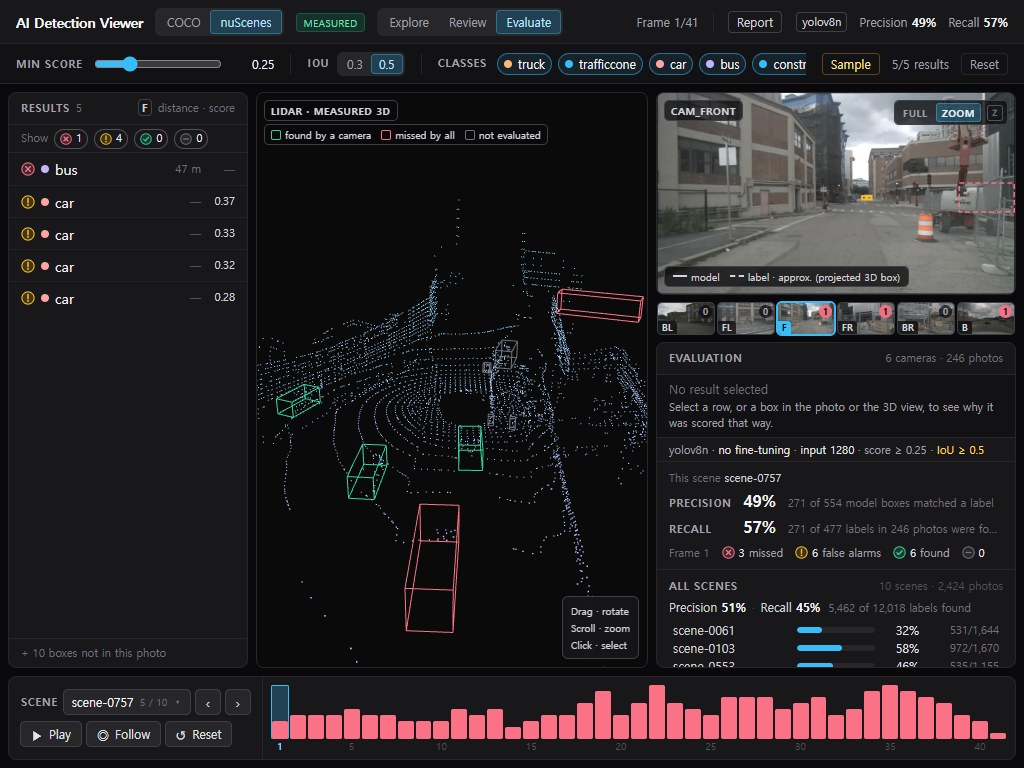 AI Detection Viewer COCO nuScenes MEASURED Explore Review Evaluate Frame 1/41 Report yolov8n Precision 49% Recall 57%
MIN SCORE 0.25 IOU 0.3 0.5 CLASSES truck trafficcone car bus constr Sample 5/5 results Reset
RESULTS 5 F distance · score
Show 1 4 0 0
bus 47 m —
car — 0.37
car — 0.33
car — 0.32
car — 0.28
+ 10 boxes not in this photo
LIDAR · MEASURED 3D
found by a camera missed by all not evaluated
Drag · rotate
Scroll · zoom
Click · select
CAM_FRONT FULL ZOOM Z
model label · approx. (projected 3D box)
BL 0 FL 0 F 1 FR 1 BR 0 B 1
EVALUATION 6 cameras · 246 photos
No result selected
Select a row, or a box in the photo or the 3D view, to see why it
was scored that way.
yolov8n · no fine-tuning · input 1280 · score ≥ 0.25 · IoU ≥ 0.5
This scene scene-0757
PRECISION 49% 271 of 554 model boxes matched a label
RECALL 57% 271 of 477 labels in 246 photos were fo...
Frame 1 3 missed 6 false alarms 6 found 0
ALL SCENES 10 scenes · 2,424 photos
Precision 51% · Recall 45% 5,462 of 12,018 labels found
scene-0061 32% 531/1,644
scene-0103 58% 972/1,670
scene-0553 46% 535/1,155
SCENE scene-0757 5 / 10 ‹ ›
Play Follow Reset
1 5 10 15 20 25 30 35 40